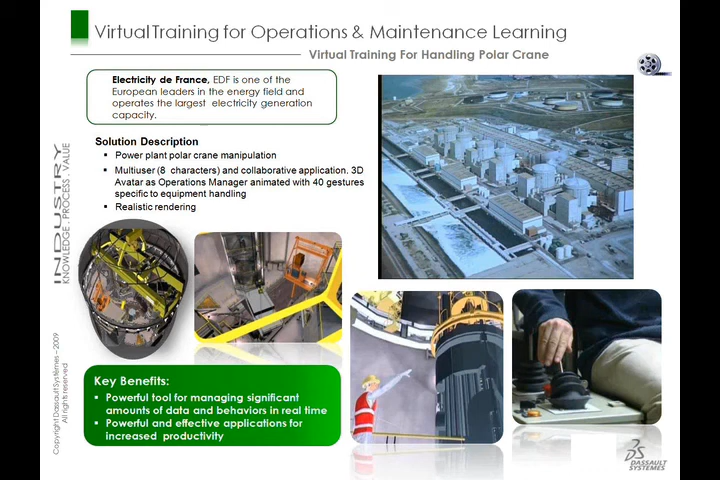 Virtual Training for Operations & Maintenance Learning
Virtual Training For Handling Polar Crane
Electricity de France, EDF is one of the
European leaders in the energy field and
operates the largest electricity generation
capacity.
Solution Description
▪ Power plant polar crane manipulation
▪ Multiuser (8 characters) and collaborative application. 3D
Avatar as Operations Manager animated with 40 gestures
specific to equipment handling
▪ Realistic rendering
INDUSTRY
KNOWLEDGE . PROCESS . VALUE
Key Benefits:
▪ Powerful tool for managing significant
amounts of data and behaviors in real time
▪ Powerful and effective applications for
increased productivity
Copyright Dassault Systèmes – 2009
All rights reserved
DASSAULT
SYSTEMES